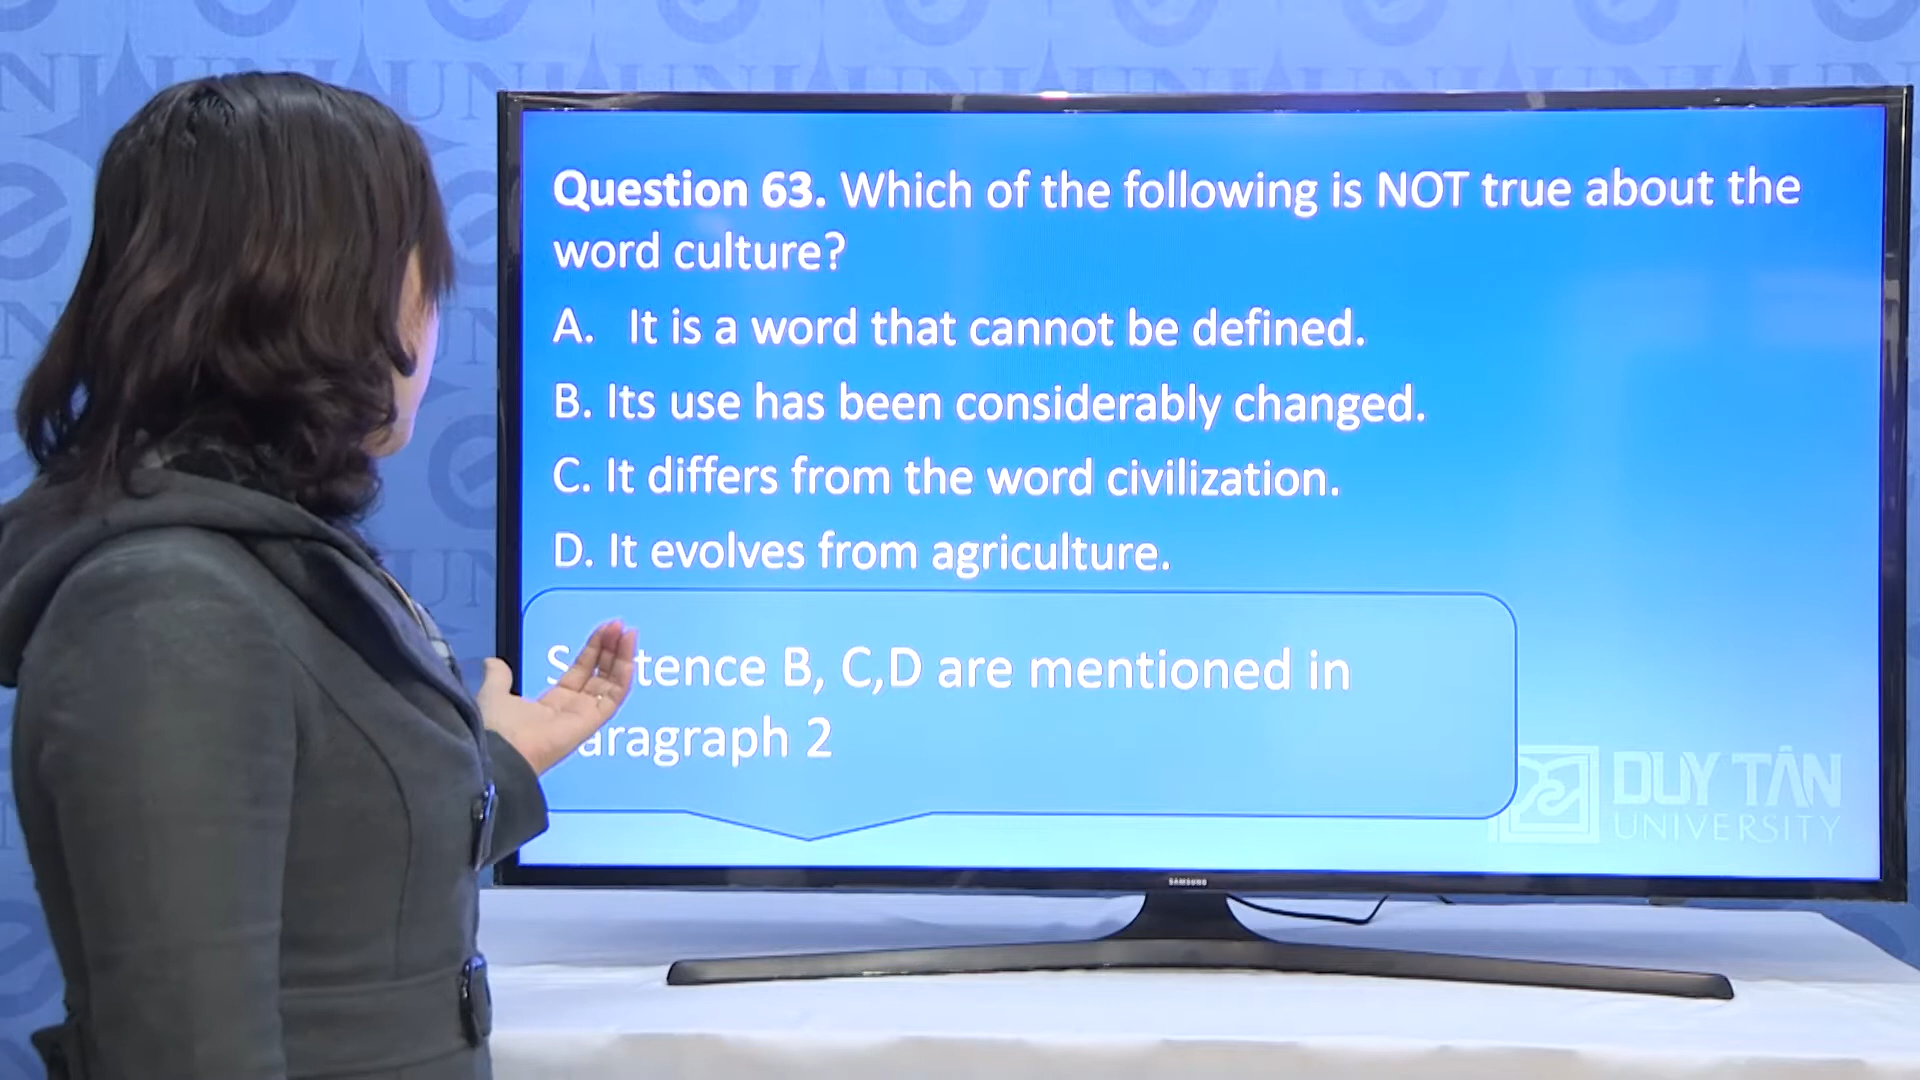 Question 63. Which of the following is NOT true about the
word culture?
A. It is a word that cannot be defined.
B. Its use has been considerably changed.
C. It differs from the word civilization.
D. It evolves from agriculture.
B, C,D are mentioned in
2
DUY TÂN
UNIVERSITY
SAMSUNG